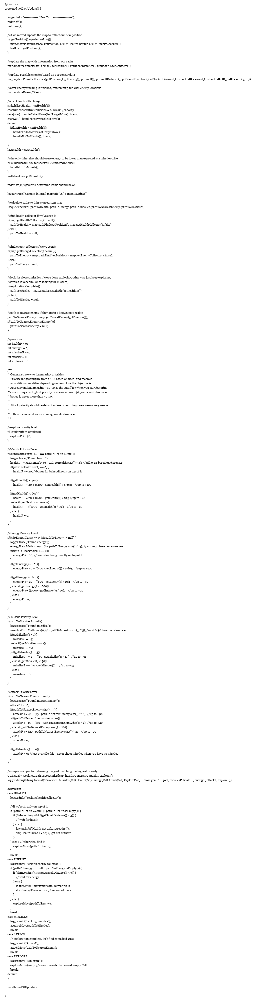 @Override
protected void onUpdate() {
logger.info("-------------  New Turn -----------------");
radarOff();
holdFire();
//if we moved, update the map to reflect our new position
if(!getPosition().equals(lastLoc)){
map.movePlayer(lastLoc, getPosition(), isOnHealthCharger(), isOnEnergyCharger());
lastLoc = getPosition();
}
//update the map with information from our radar
map.updateContacts(getFacing(), getPosition(), getRadarDistance(), getRadar().getContacts());
//update possible enemies based on our sensor data
map.updatePossibleEnemies(getPosition(), getFacing(), getSmell(), getSmellDistance(), getSoundDirection(), isBlockedForward(), isBlockedBackward(), isBlockedLeft(), isBlockedRight());
//after enemy tracking is finished, refresh map tile with enemy locations
map.updateEnemyTiles();
//check for health change
switch(lastHealth - getHealth()){
case(0): consecutiveCollisions = 0; break; //hooray
case(100): handleFailedMove(lastTargetMove); break;
case(400): handleHitByMissile(); break;
default:
if(lastHealth < getHealth()){
handleFailedMove(lastTargetMove);
handleHitByMissile(); break;
}
}
lastHealth = getHealth();
//the only thing that should cause energy to be lower than expected is a missile strike
if(isShieldsOn() && getEnergy() < expectedEnergy){
handleHitByMissile();
}
lastMissiles = getMissiles();
radarOff(); //goal will determine if this should be on
logger.trace("Current internal map info:\n" + map.toString());
//calculate paths to things on current map
Deque<Vector2> pathToHealth, pathToEnergy, pathToMissiles, pathToNearestEnemy, pathToUnknown;
//find health collector if we've seen it
if(map.getHealthCollector() != null){
pathToHealth = map.pathFind(getPosition(), map.getHealthCollector(), false);
} else {
pathToHealth = null;
}
//find energy collector if we've seen it
if(map.getEnergyCollector() != null){
pathToEnergy = map.pathFind(getPosition(), map.getEnergyCollector(), false);
} else {
pathToEnergy = null;
}
//look for closest missiles if we're done exploring, otherwise just keep exploring
//(which is very similar to looking for missiles)
if(explorationComplete){
pathToMissiles = map.getClosestMissile(getPosition());
} else {
pathToMissiles = null;
}
//path to nearest enemy if they are in a known map region
pathToNearestEnemy = map.getClosestEnemy(getPosition());
if(pathToNearestEnemy.isEmpty()){
pathToNearestEnemy = null;
}
//priorities
int healthP = 0;
int energyP = 0;
int missilesP = 0;
int attackP = 0;
int exploreP = 0;
/**
* General strategy to formulating priorities
* Priority ranges roughly from 1-100 based on need, and receives
* an additional modifier depending on how close the objective is.
* As a convention, am using ~40-50 as the cutoff for when you start ignoring
* closer things, so highest priority items are all over 40 points, and closeness
* bonus is never more than 40-50.
*
* Attack priority should be default unless other things are close or very needed.
*
* If there is no need for an item, ignore its closeness.
*/
//explore priority level
if(!explorationComplete){
exploreP += 50;
}
//Health Priority Level
if(skipHealthTurns <= 0 && pathToHealth != null){
logger.trace("Found health");
healthP += Math.max(0, (6 - pathToHealth.size()) * 4); //add 0-28 based on closeness
if(pathToHealth.size() == 0){
healthP += 20; //bonus for being directly on top of it
}
if(getHealth() < 401){
healthP += 40 + ((400 - getHealth()) / 6.66);    //up to +100
}
if(getHealth() < 601){
healthP += 20 + ((600 - getHealth()) / 10); //up to +40
} else if (getHealth() < 1000){
healthP += ((1000 - getHealth()) / 20);    //up to +20
} else {
healthP = 0;
}
}
//Energy Priority Level
if(skipEnergyTurns <= 0 && pathToEnergy != null){
logger.trace("Found energy");
energyP += Math.max(0, (6 - pathToEnergy.size()) * 4); //add 0-30 based on closeness
if(pathToEnergy.size() == 0){
energyP += 20; //bonus for being directly on top of it
}
if(getEnergy() < 401){
energyP += 40 + ((400 - getEnergy()) / 6.66);    //up to +100
}
if(getEnergy() < 601){
energyP += 20 + ((600 - getEnergy()) / 10);    //up to +40
} else if (getEnergy() < 1000){
energyP += ((1000 - getEnergy()) / 20);    //up to +20
} else {
energyP = 0;
}
}
// Missile Priority Level
if(pathToMissiles != null){
logger.trace("Found missiles");
missilesP += Math.max(0, (6 - pathToMissiles.size()) * 5); //add 0-30 based on closeness
if(getMissiles() < 1){
missilesP = 85;
} else if(getMissiles() == 1){
missilesP = 65;
} if(getMissiles() < 15){
missilesP += 15 + ((15 - getMissiles()) * 1.5); //up to +36
} else if (getMissiles() < 30){
missilesP += (30 - getMissiles());    //up to +15
} else {
missilesP = 0;
}
}
//Attack Priority Level
if(pathToNearestEnemy != null){
logger.trace("Found nearest Enemy");
attackP += 10;
if(pathToNearestEnemy.size() < 5){
attackP += 40 + ((5 - pathToNearestEnemy.size()) * 10); //up to +90
} if(pathToNearestEnemy.size() < 10){
attackP += 20 + ((10 - pathToNearestEnemy.size()) * 4); //up to +40
} else if (pathToNearestEnemy.size() < 20){
attackP += (20 - pathToNearestEnemy.size()) * 2;    //up to +20
} else {
attackP = 0;
}
if(getMissiles() == 0){
attackP = 0; //just override this - never shoot missiles when you have no missiles
}
}
//simple wrapper for returning the goal matching the highest priority
Goal goal = Goal.getGoalByScore(missilesP, healthP, energyP, attackP, exploreP);
logger.debug(String.format("Priorities: Missiles(%d) Health(%d) Energy(%d) Attack(%d) Explore(%d).  Chose goal: " + goal, missilesP, healthP, energyP, attackP, exploreP));
switch(goal){
case HEALTH:
logger.info("Seeking health collector");
//if we're already on top of it
if (pathToHealth == null || pathToHealth.isEmpty()) {
if (!isIncoming() && !(getSmellDistance() < 3)) {
// wait for health
} else {
logger.info("Health not safe, retreating");
skipHealthTurns += 10; // get out of there
}
} else { //otherwise, find it
exploreMove(pathToHealth);
}
break;
case ENERGY:
logger.info("Seeking energy collector");
if (pathToEnergy == null || pathToEnergy.isEmpty()) {
if (!isIncoming() && !(getSmellDistance() < 3)) {
// wait for energy
} else {
logger.info("Energy not safe, retreating");
skipEnergyTurns += 10; // get out of there
}
} else {
exploreMove(pathToEnergy);
}
break;
case MISSILES:
logger.info("Seeking missiles");
acquireMove(pathToMissiles);
break;
case ATTACK:
// exploration complete, let's find some bad guys!
logger.info("Attack!");
attackMove(pathToNearestEnemy);
break;
case EXPLORE:
logger.info("Exploring");
exploreMove(null); //move towards the nearest empty Cell
break;
default:
}
handleEndOfUpdate();
}